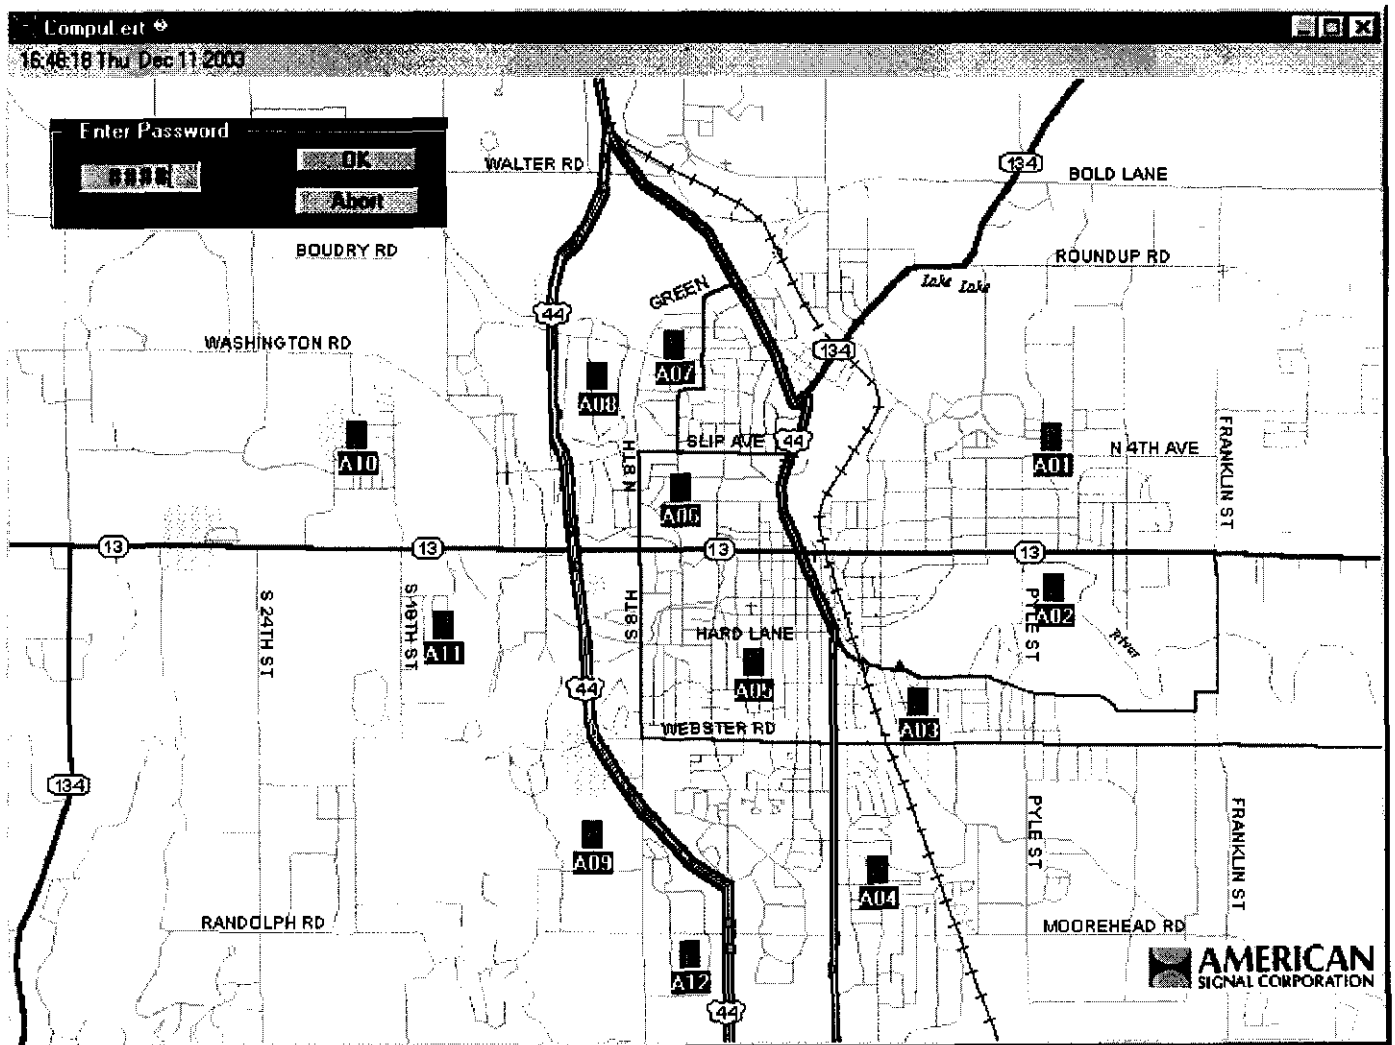 CompuLert
16:48:18 Thu Dec 11 2003
Enter Password
####
OK
Abort
WALTER RD
134
BOLD LANE
BOUDRY RD
ROUNDUP RD
Lake Lake
GREEN
44
WASHINGTON RD
134
A07
A08
SLIP AVE
44
A10
N 8TH
A01
N 4TH AVE
FRANKLIN ST
A06
13
13
13
13
S 24TH ST
S 18TH ST
S 8TH
A11
HARD LANE
A05
PYLE ST
A02
River
44
WEBSTER RD
A03
134
A09
PYLE ST
FRANKLIN ST
A04
RANDOLPH RD
MOOREHEAD RD
A12
44
AMERICAN
SIGNAL CORPORATION